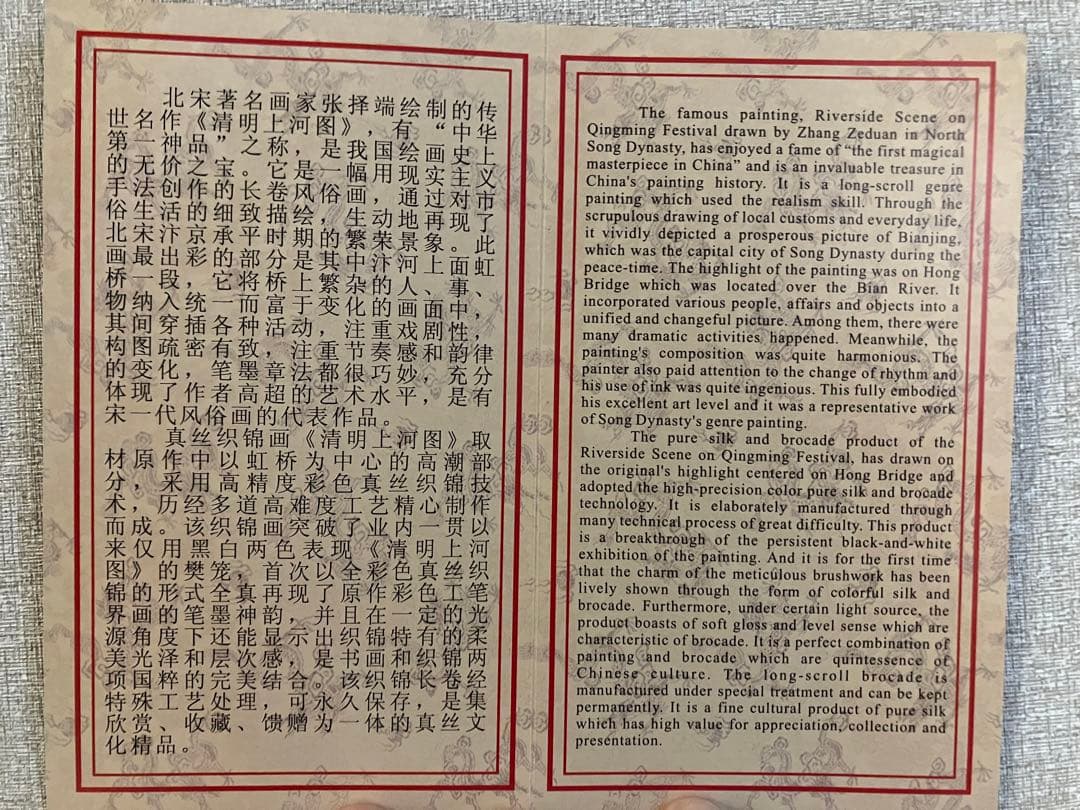 北宋著名画家张择端绘制的传
世名作《清明上河图》，有“中华
第一神品”之称，是我国绘画史上
的无价之宝。它是一幅用现实主义
手法创作的长卷风俗画，通过对市
俗生活的细致描绘，生动地再现了
北宋汴京承平时期的繁荣景象。此
画最出彩的部分是其中汴河上面虹
桥一段，它将桥上繁杂的人、事、
物纳入统一而富于变化的画面中，
其间穿插各种活动，注重戏剧性，
构图疏密有致，注重节奏感和韵律
的变化，笔墨章法都很巧妙，充分
体现了作者高超的艺术水平，是有
宋一代风俗画的代表作品。
真丝织锦画《清明上河图》取
材原作中以虹桥为中心的高潮部
分，采用高精度彩色真丝织锦技
术，历经多道高难度工艺精心制作
而成。该织锦画突破了业内一贯以
来仅用黑白两色表现《清明上河
图》的樊笼，首次以全彩色真丝织
锦的形式全真再现了原作彩色工笔
界画的笔墨神韵，并且在一定的光
源角度下还能显示出织锦特有的柔
美光泽和层次感，是书画和织锦两
项国粹的完美结合。该织锦长卷经
特殊工艺处理，可永久保存，是集
欣赏、收藏、馈赠为一体的真丝文
化精品。
The famous painting, Riverside Scene on
Qingming Festival drawn by Zhang Zeduan in North
Song Dynasty, has enjoyed a fame of “the first magical
masterpiece in China” and is an invaluable treasure in
China's painting history. It is a long-scroll genre
painting which used the realism skill. Through the
scrupulous drawing of local customs and everyday life,
it vividly depicted a prosperous picture of Bianjing,
which was the capital city of Song Dynasty during the
peace-time. The highlight of the painting was on Hong
Bridge which was located over the Bian River. It
incorporated various people, affairs and objects into a
unified and changeful picture. Among them, there were
many dramatic activities happened. Meanwhile, the
painting's composition was quite harmonious. The
painter also paid attention to the change of rhythm and
his use of ink was quite ingenious. This fully embodied
his excellent art level and it was a representative work
of Song Dynasty's genre painting.
The pure silk and brocade product of the
Riverside Scene on Qingming Festival, has drawn on
the original's highlight centered on Hong Bridge and
adopted the high-precision color pure silk and brocade
technology. It is elaborately manufactured through
many technical process of great difficulty. This product
is a breakthrough of the persistent black-and-white
exhibition of the painting. And it is for the first time
that the charm of the meticulous brushwork has been
lively shown through the form of colorful silk and
brocade. Furthermore, under certain light source, the
product boasts of soft gloss and level sense which are
characteristic of brocade. It is a perfect combination of
painting and brocade which are quintessence of
Chinese culture. The long-scroll brocade is
manufactured under special treatment and can be kept
permanently. It is a fine cultural product of pure silk
which has high value for appreciation, collection and
presentation.